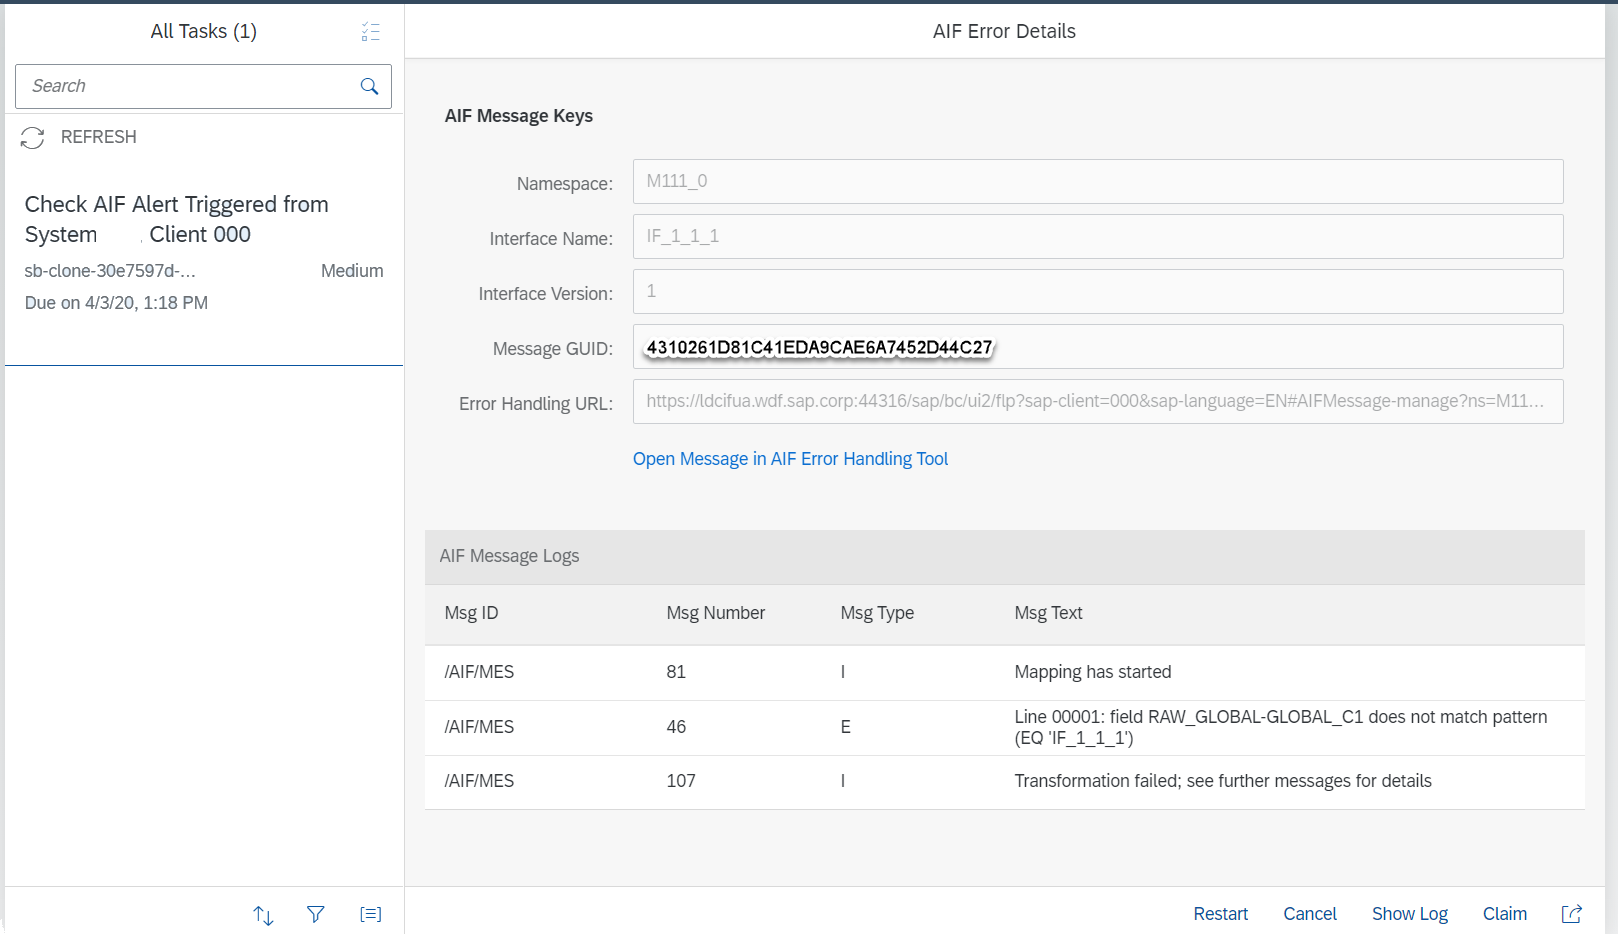 All Tasks (1)
Search
REFRESH
Check AIF Alert Triggered from
System , Client 000
sb-clone-30e7597d-...
Medium
Due on 4/3/20, 1:18 PM
AIF Error Details
AIF Message Keys
Namespace: M111_0
Interface Name: IF_1_1_1
Interface Version: 1
Message GUID: 4310261D81C41EDA9CAE6A7452D44C27
Error Handling URL: https://ldcifua.wdf.sap.corp:44316/sap/bc/ui2/flp?sap-client=000&sap-language=EN#AIFMessage-manage?ns=M11...
Open Message in AIF Error Handling Tool
AIF Message Logs
Msg ID Msg Number Msg Type Msg Text
/AIF/MES 81 I Mapping has started
/AIF/MES 46 E Line 00001: field RAW_GLOBAL-GLOBAL_C1 does not match pattern
(EQ 'IF_1_1_1')
/AIF/MES 107 I Transformation failed; see further messages for details
Restart Cancel Show Log Claim